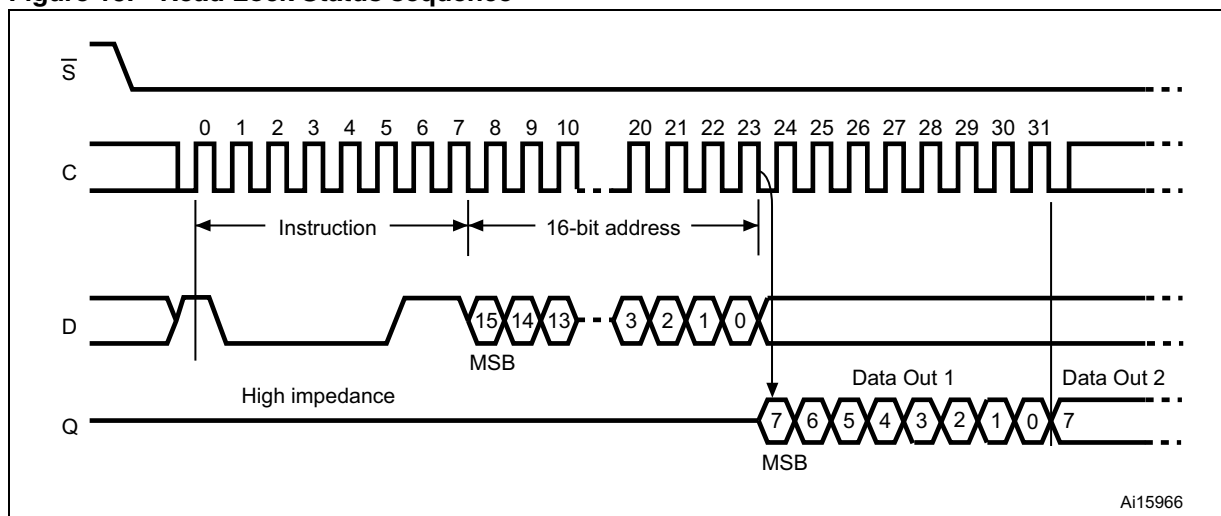 Figure Read Lock Status sequence
S
0 1 2 3 4 5 6 7 8 9 10 20 21 22 23 24 25 26 27 28 29 30 31
C
Instruction 16-bit address
D 15 14 13 3 2 1 0
MSB
High impedance Data Out 1 Data Out 2
Q 7 6 5 4 3 2 1 0 7
MSB
Ai15966